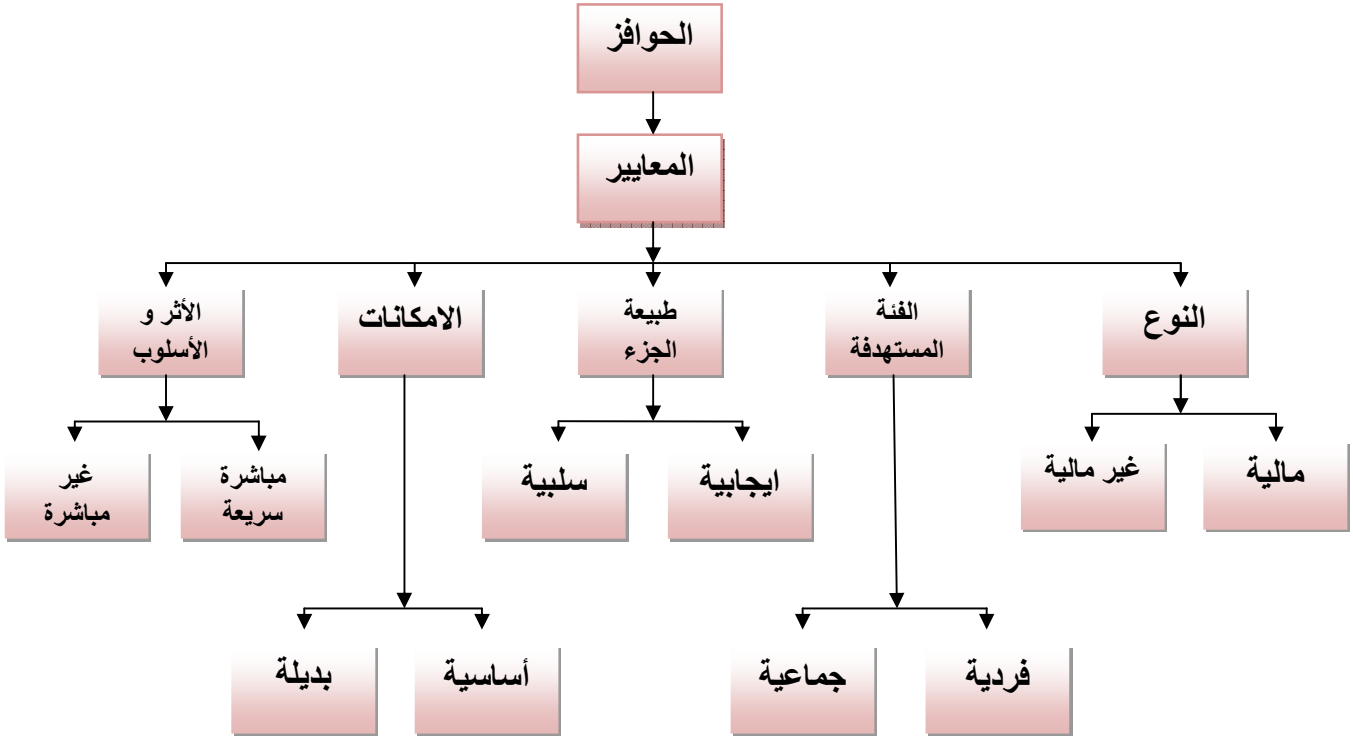 الحوافز
المعايير
النوع
الفئة
المستهدفة
طبيعة
الجزء
الامكانات
الأثر و
الأسلوب
مالية
غير مالية
ايجابية
سلبية
مباشرة
سريعة
غير
مباشرة
فردية
جماعية
أساسية
بديلة